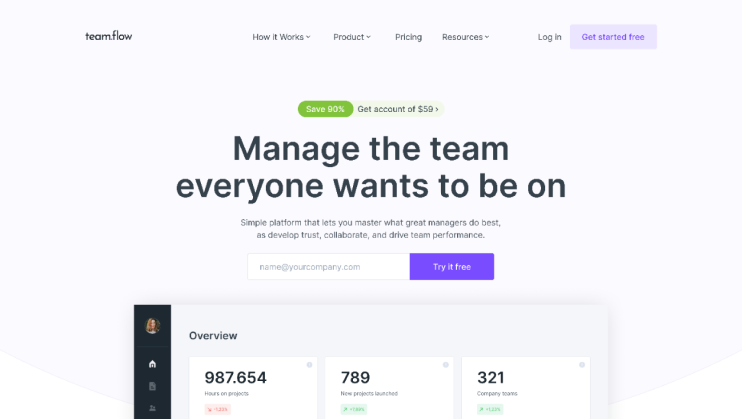 team.flow
How it Works
Product
Pricing
Resources
Log in
Get started free
Save 90%
Get account of $59 ›
Manage the team
everyone wants to be on
Simple platform that lets you master what great managers do best,
as develop trust, collaborate, and drive team performance.
name@yourcompany.com
Try it free
Overview
987.654
Hours on projects
789
New projects launched
321
Company teams